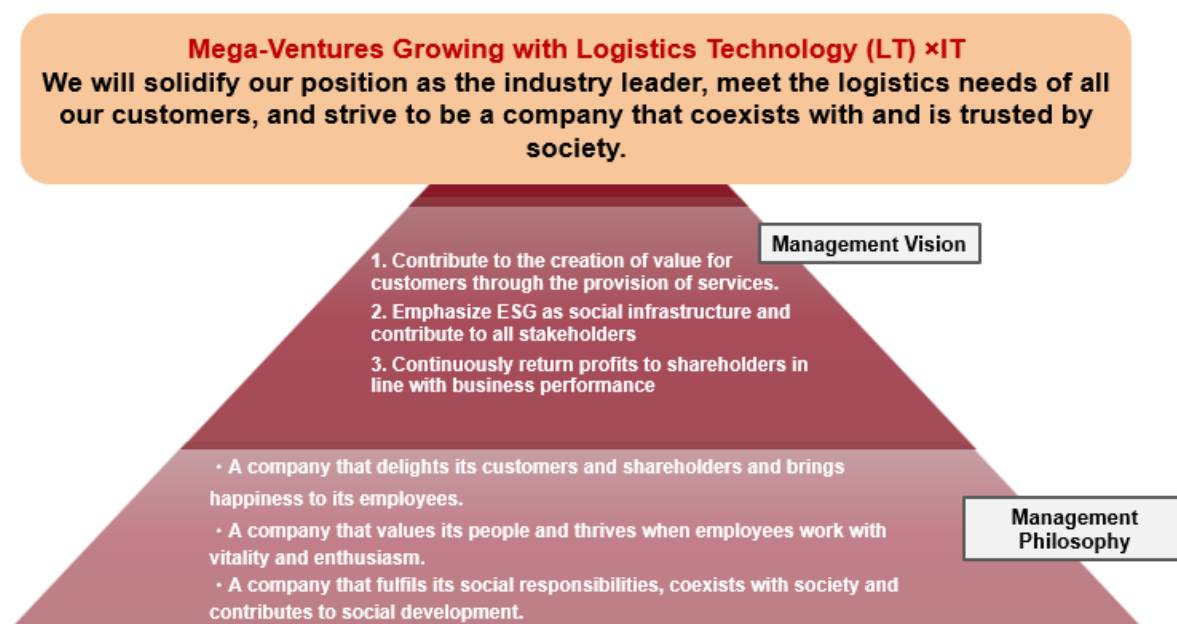 Mega-Ventures Growing with Logistics Technology (LT) ×IT
We will solidify our position as the industry leader, meet the logistics needs of all
our customers, and strive to be a company that coexists with and is trusted by
society.
Management Vision
1. Contribute to the creation of value for
customers through the provision of services.
2. Emphasize ESG as social infrastructure and
contribute to all stakeholders
3. Continuously return profits to shareholders in
line with business performance
・A company that delights its customers and shareholders and brings
happiness to its employees.
・A company that values its people and thrives when employees work with
vitality and enthusiasm.
・A company that fulfils its social responsibilities, coexists with society and
contributes to social development.
Management
Philosophy